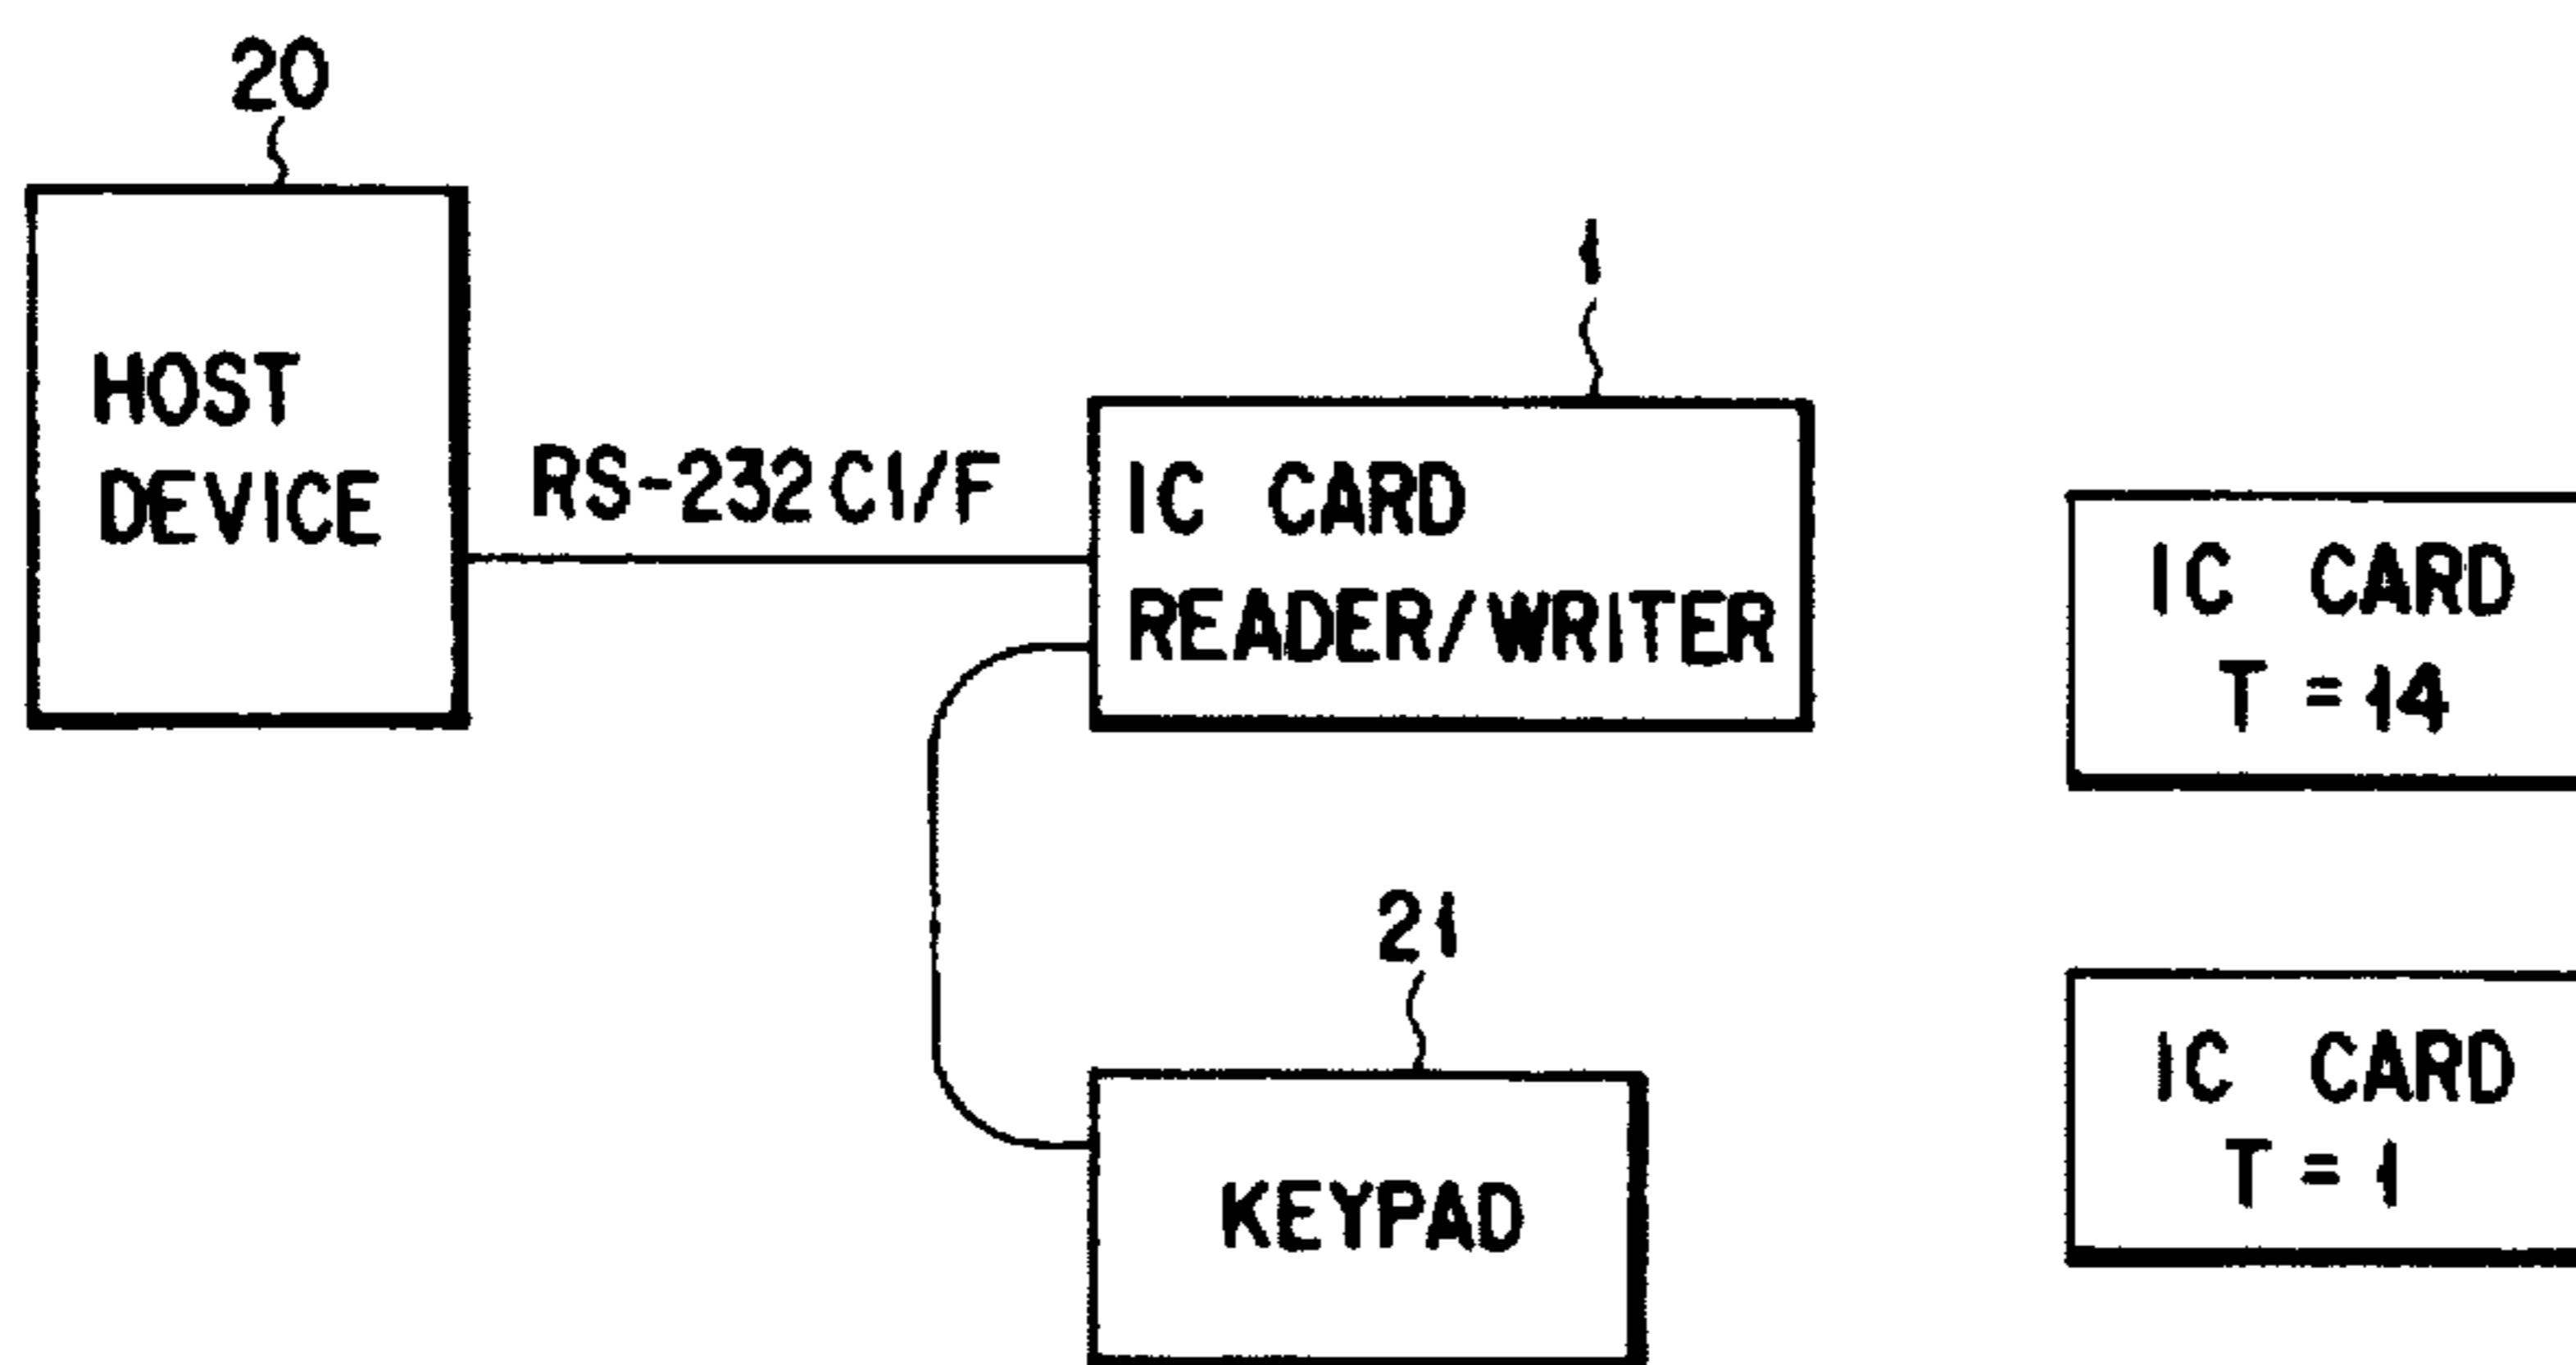 20
HOST
DEVICE
RS-232C I/F
1
IC CARD
READER/WRITER
IC CARD
T = 14
21
KEYPAD
IC CARD
T = 1